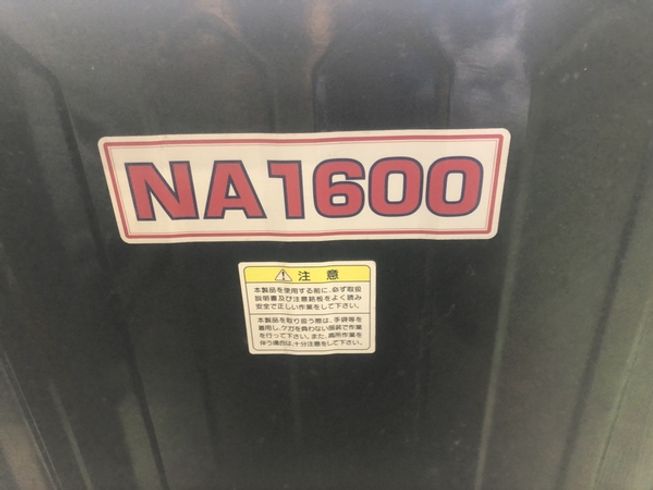 NA1600
注意
本製品を使用する前に、必ず取扱
説明書及び注意銘板をよく読み
安全で正しい作業をして下さい。
本製品を取り扱う際は、手袋等を
着用し、ケガを負わない服装で作業
を行って下さい。また、高所作業を
伴う場合は、十分注意をして下さい。